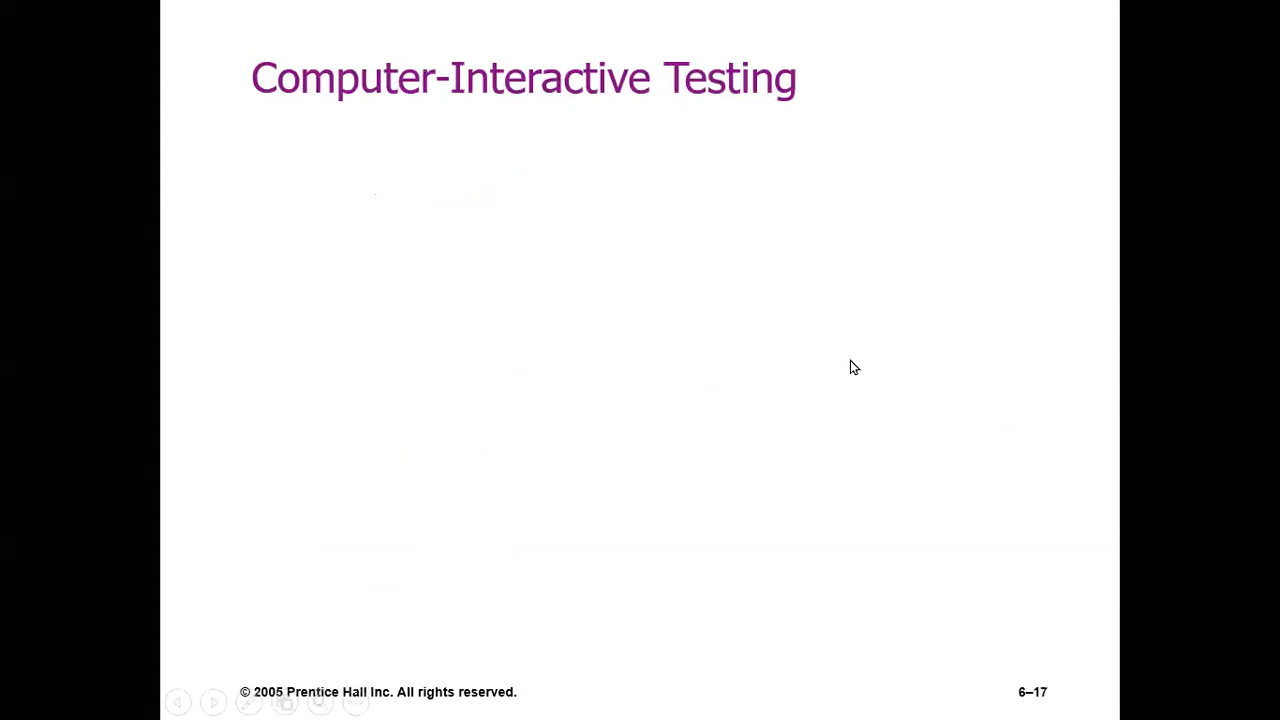 Computer-Interactive Testing
© 2005 Prentice Hall Inc. All rights reserved.
6–17